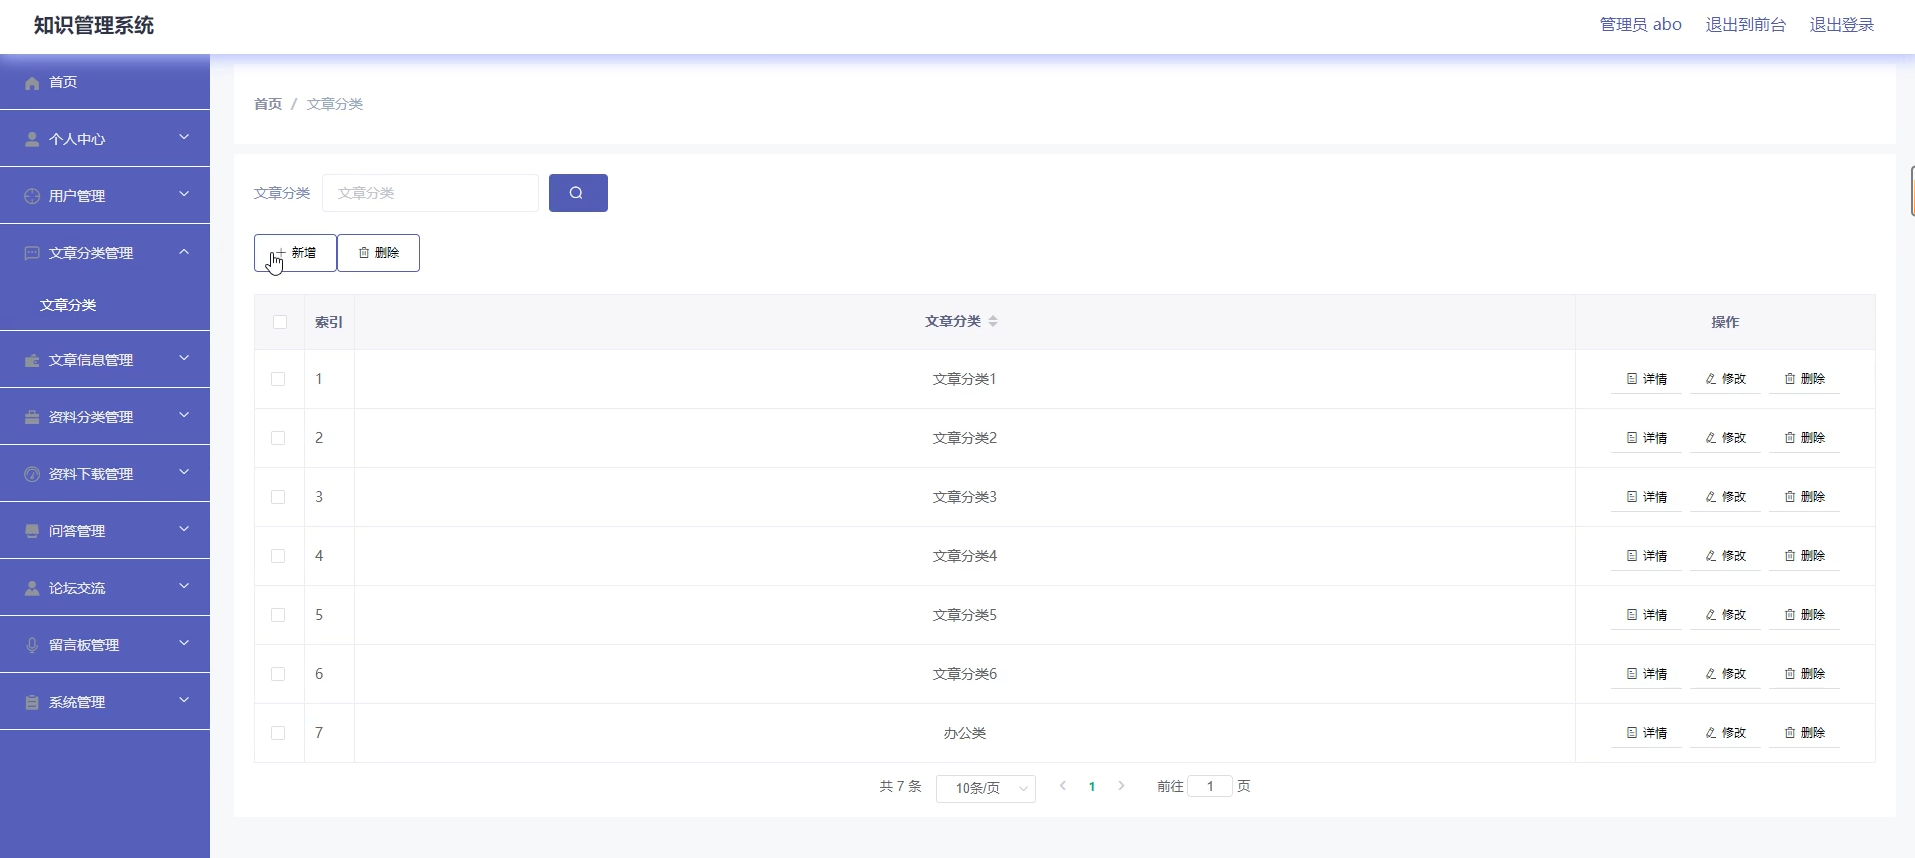 知识管理系统
管理员 abo 退出到前台 退出登录
首页
个人中心
用户管理
文章分类管理
文章分类
文章信息管理
资料分类管理
资料下载管理
问答管理
论坛交流
留言板管理
系统管理
首页 / 文章分类
文章分类 文章分类
新增 删除
索引 文章分类 操作
1 文章分类1 详情 修改 删除
2 文章分类2 详情 修改 删除
3 文章分类3 详情 修改 删除
4 文章分类4 详情 修改 删除
5 文章分类5 详情 修改 删除
6 文章分类6 详情 修改 删除
7 办公类 详情 修改 删除
共 7 条 10条/页 1 前往 1 页